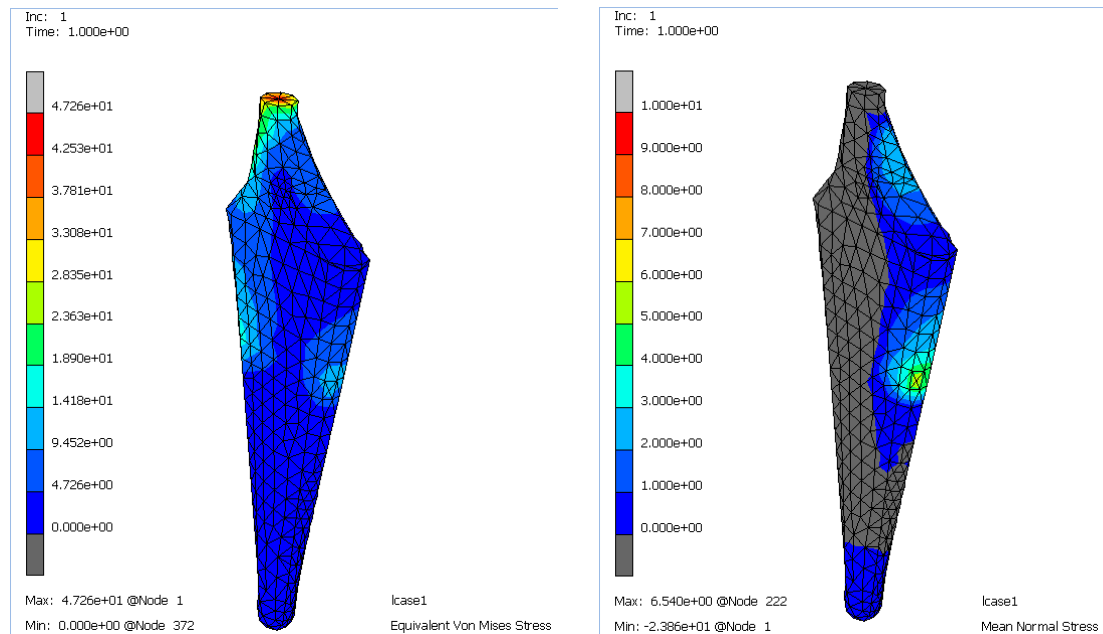 Inc: 1
Time: 1.000e+00
4.726e+01
4.253e+01
3.781e+01
3.308e+01
2.835e+01
2.363e+01
1.890e+01
1.418e+01
9.452e+00
4.726e+00
0.000e+00
Max: 4.726e+01 @Node 1
Min: 0.000e+00 @Node 372
lcase1
Equivalent Von Mises Stress
Inc: 1
Time: 1.000e+00
1.000e+01
9.000e+00
8.000e+00
7.000e+00
6.000e+00
5.000e+00
4.000e+00
3.000e+00
2.000e+00
1.000e+00
0.000e+00
Max: 6.540e+00 @Node 222
Min: -2.386e+01 @Node 1
lcase1
Mean Normal Stress